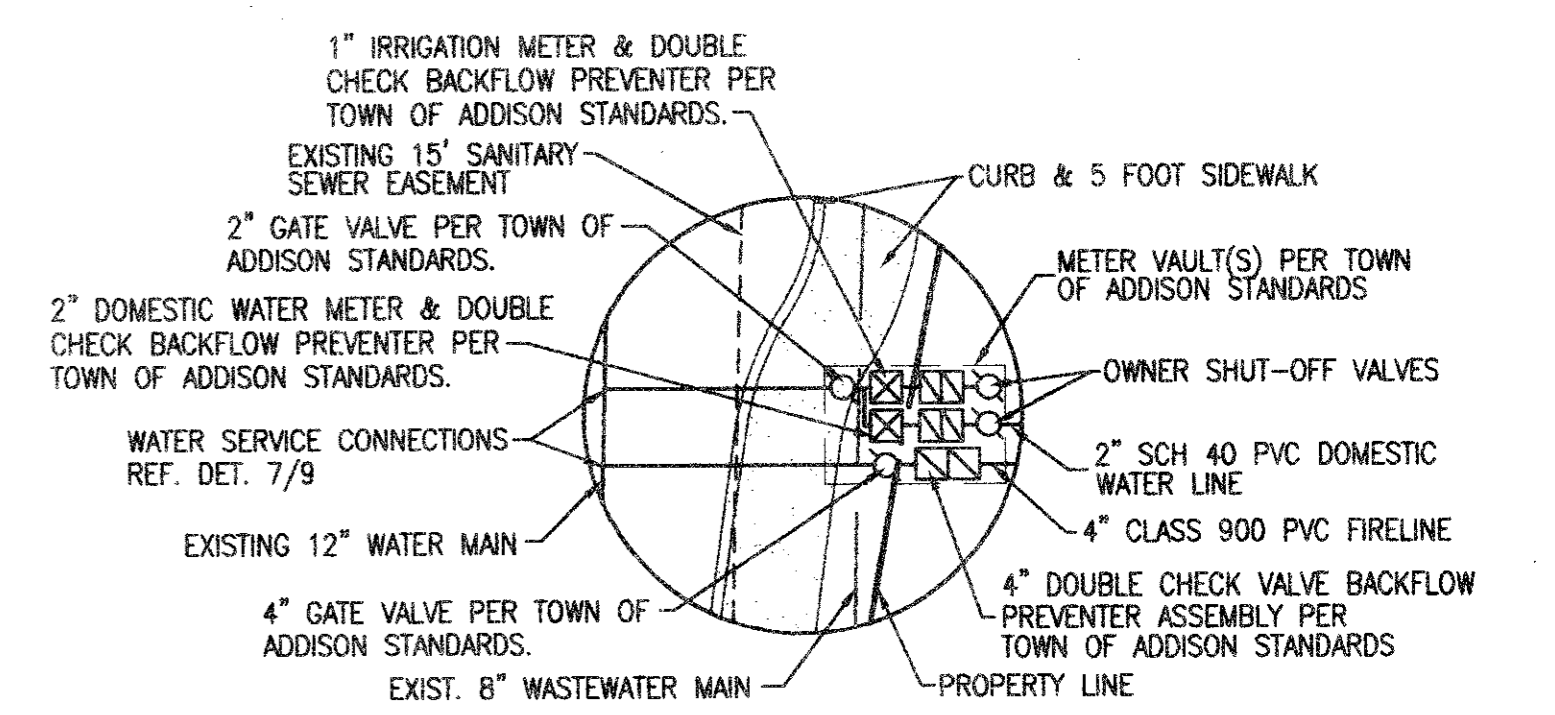 1" IRRIGATION METER & DOUBLE
CHECK BACKFLOW PREVENTER PER
TOWN OF ADDISON STANDARDS.
EXISTING 15' SANITARY
SEWER EASEMENT
2" GATE VALVE PER TOWN OF
ADDISON STANDARDS.
2" DOMESTIC WATER METER & DOUBLE
CHECK BACKFLOW PREVENTER PER
TOWN OF ADDISON STANDARDS.
WATER SERVICE CONNECTIONS
REF. DET. 7/9
EXISTING 12" WATER MAIN
4" GATE VALVE PER TOWN OF
ADDISON STANDARDS.
EXIST. 8" WASTEWATER MAIN
CURB & 5 FOOT SIDEWALK
METER VAULT(S) PER TOWN
OF ADDISON STANDARDS
OWNER SHUT-OFF VALVES
2" SCH 40 PVC DOMESTIC
WATER LINE
4" CLASS 900 PVC FIRELINE
4" DOUBLE CHECK VALVE BACKFLOW
PREVENTER ASSEMBLY PER
TOWN OF ADDISON STANDARDS
PROPERTY LINE